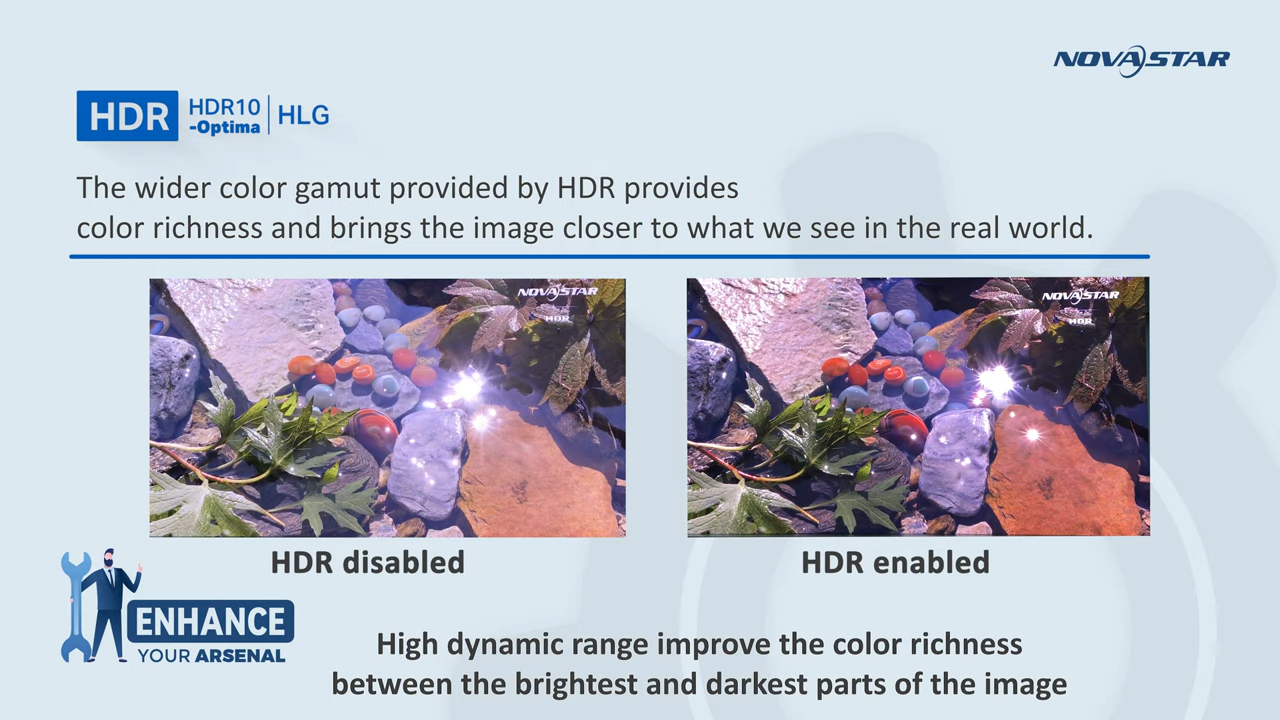 NOVASTAR
HDR
HDR10
-Optima
HLG
The wider color gamut provided by HDR provides
color richness and brings the image closer to what we see in the real world.
NOVASTAR
HDR
NOVASTAR
HDR
HDR disabled
HDR enabled
ENHANCE
YOUR ARSENAL
High dynamic range improve the color richness
between the brightest and darkest parts of the image